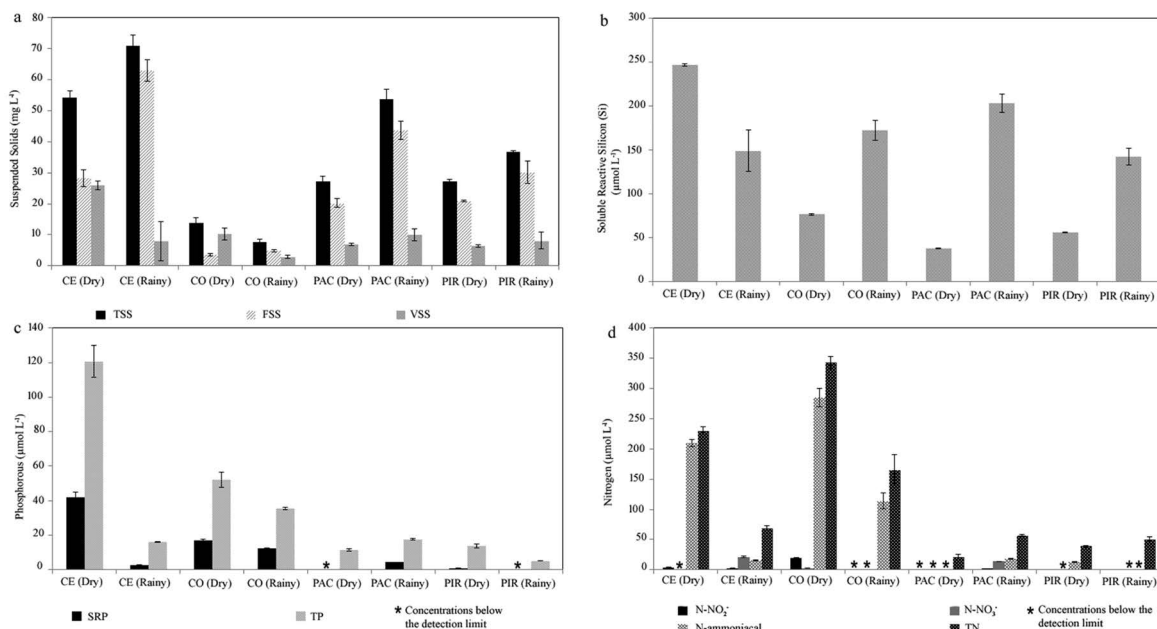 a
80
70
60
50
40
30
20
10
0
Suspended Solids (mg L-¹)
CE (Dry) CE (Rainy) CO (Dry) CO (Rainy) PAC (Dry) PAC (Rainy) PIR (Dry) PIR (Rainy)
TSS FSS VSS
b
300
250
200
150
100
50
0
Soluble Reactive Silicon (Si)
(µmol L-¹)
CE (Dry) CE (Rainy) CO (Dry) CO (Rainy) PAC (Dry) PAC (Rainy) PIR (Dry) PIR (Rainy)
c
140
120
100
80
60
40
20
0
Phosphorous (µmol L-¹)
* *
CE (Dry) CE (Rainy) CO (Dry) CO (Rainy) PAC (Dry) PAC (Rainy) PIR (Dry) PIR (Rainy)
SRP TP * Concentrations below
the detection limit
d
400
350
300
250
200
150
100
50
0
Nitrogen (µmol L-¹)
* * * * * * * * *
CE (Dry) CE (Rainy) CO (Dry) CO (Rainy) PAC (Dry) PAC (Rainy) PIR (Dry) PIR (Rainy)
N-NO₂⁻ N-NO₃⁻ * Concentrations below the
N-ammoniacal TN detection limit